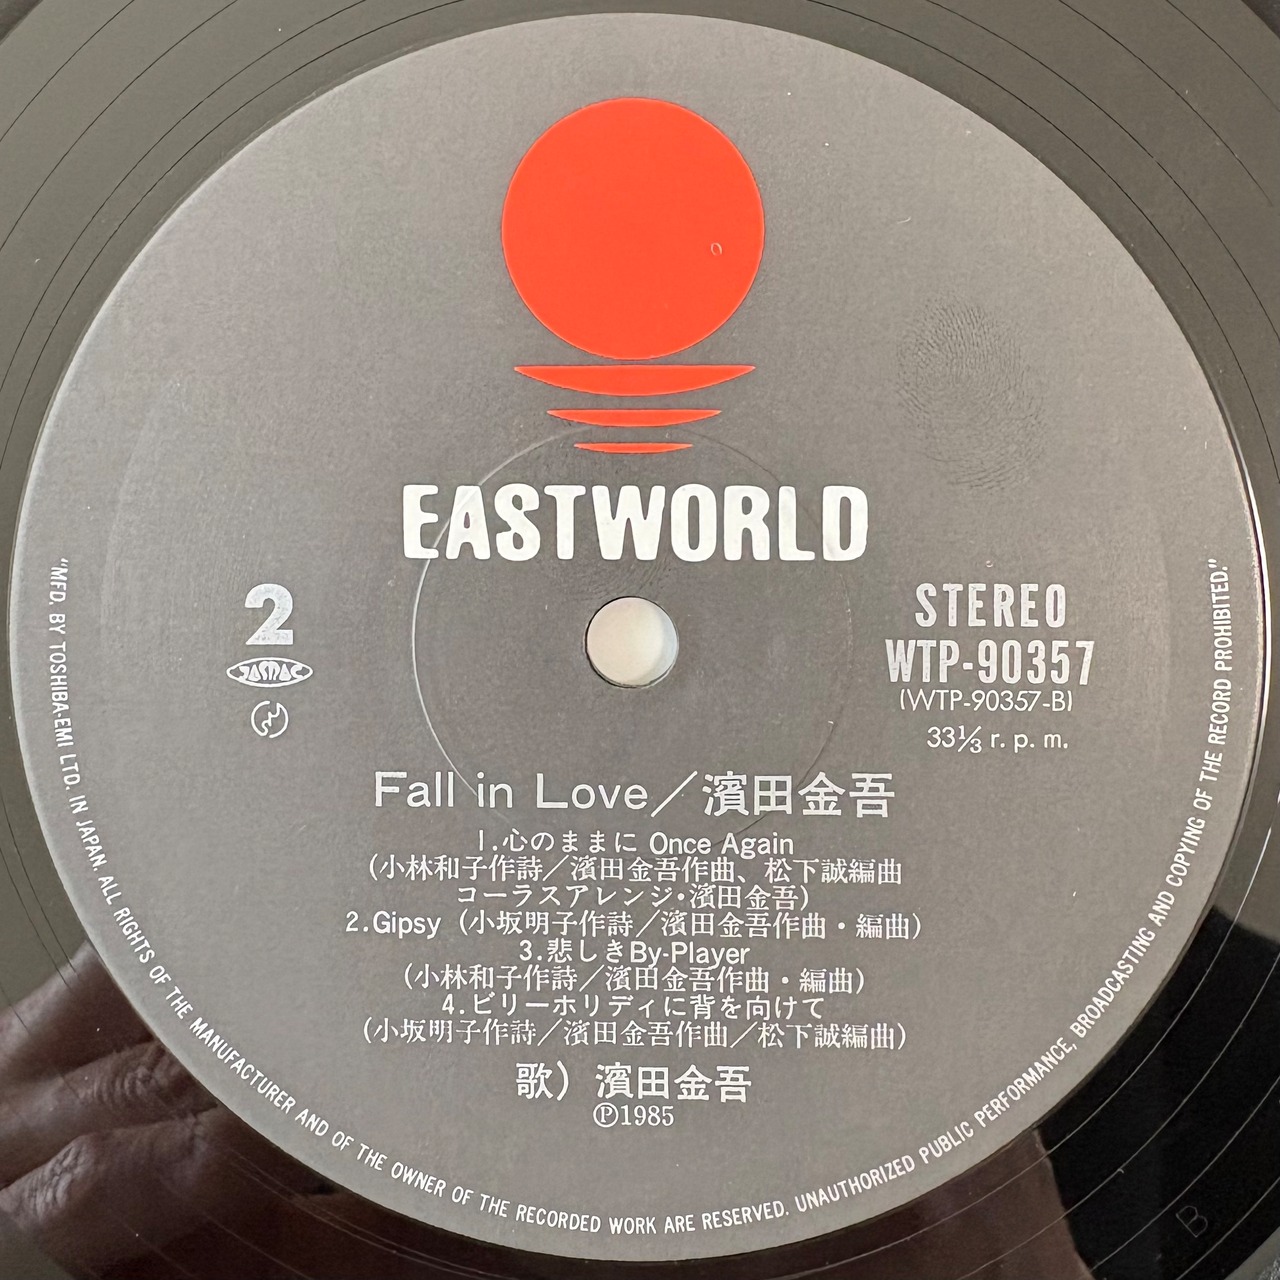 EASTWORLD
2
JASRAC
STEREO
WTP-90357
(WTP-90357-B)
33⅓ r. p. m.
Fall in Love／濱田金吾
1.心のままに Once Again
(小林和子作詩／濱田金吾作曲、松下誠編曲
コーラスアレンジ・濱田金吾)
2.Gipsy (小坂明子作詩／濱田金吾作曲・編曲)
3.悲しきBy-Player
(小林和子作詩／濱田金吾作曲・編曲)
4.ビリーホリディに背を向けて
(小坂明子作詩／濱田金吾作曲／松下誠編曲)
歌）濱田金吾
Ⓟ1985
"MFD. BY TOSHIBA-EMI LTD. IN JAPAN. ALL RIGHTS OF THE MANUFACTURER AND OF THE OWNER OF THE RECORDED WORK ARE RESERVED. UNAUTHORIZED PUBLIC PERFORMANCE, BROADCASTING AND COPYING OF THE RECORD PROHIBITED."
B